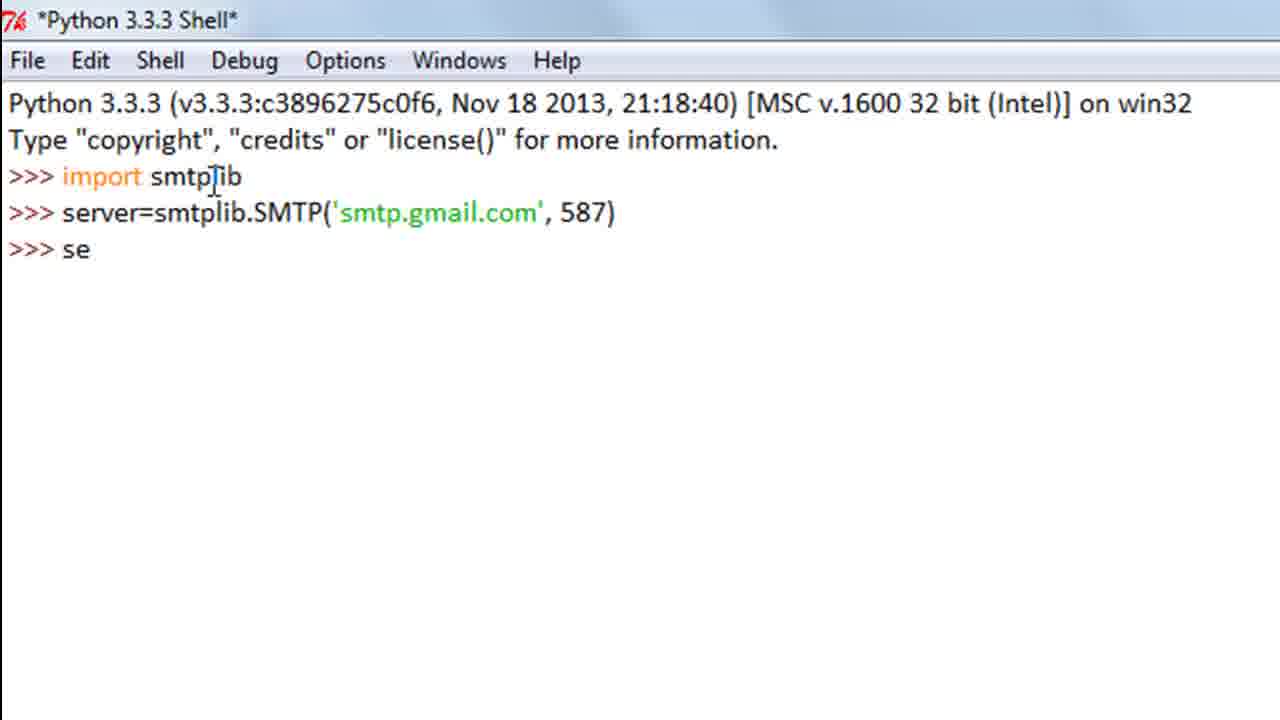 *Python 3.3.3 Shell*
File Edit Shell Debug Options Windows Help
Python 3.3.3 (v3.3.3:c3896275c0f6, Nov 18 2013, 21:18:40) [MSC v.1600 32 bit (Intel)] on win32
Type "copyright", "credits" or "license()" for more information.
>>> import smtplib
>>> server=smtplib.SMTP('smtp.gmail.com', 587)
>>> se